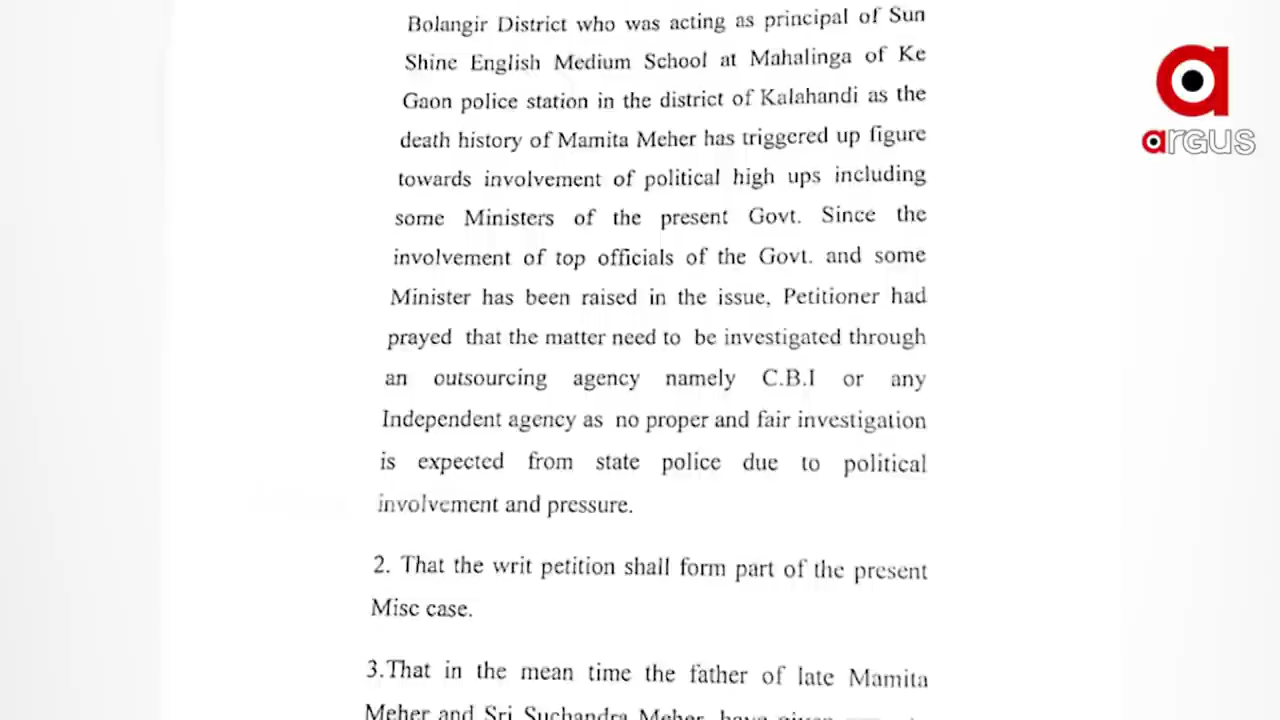 Bolangir District who was acting as principal of Sun
Shine English Medium School at Mahalinga of Ke
Gaon police station in the district of Kalahandi as the
death history of Mamita Meher has triggered up figure
towards involvement of political high ups including
some Ministers of the present Govt. Since the
involvement of top officials of the Govt. and some
Minister has been raised in the issue, Petitioner had
prayed that the matter need to be investigated through
an outsourcing agency namely C.B.I or any
Independent agency as no proper and fair investigation
is expected from state police due to political
involvement and pressure.
2. That the writ petition shall form part of the present
Misc case.
3.That in the mean time the father of late Mamita
Meher and Sri Suchandra Meher have given
a
argus